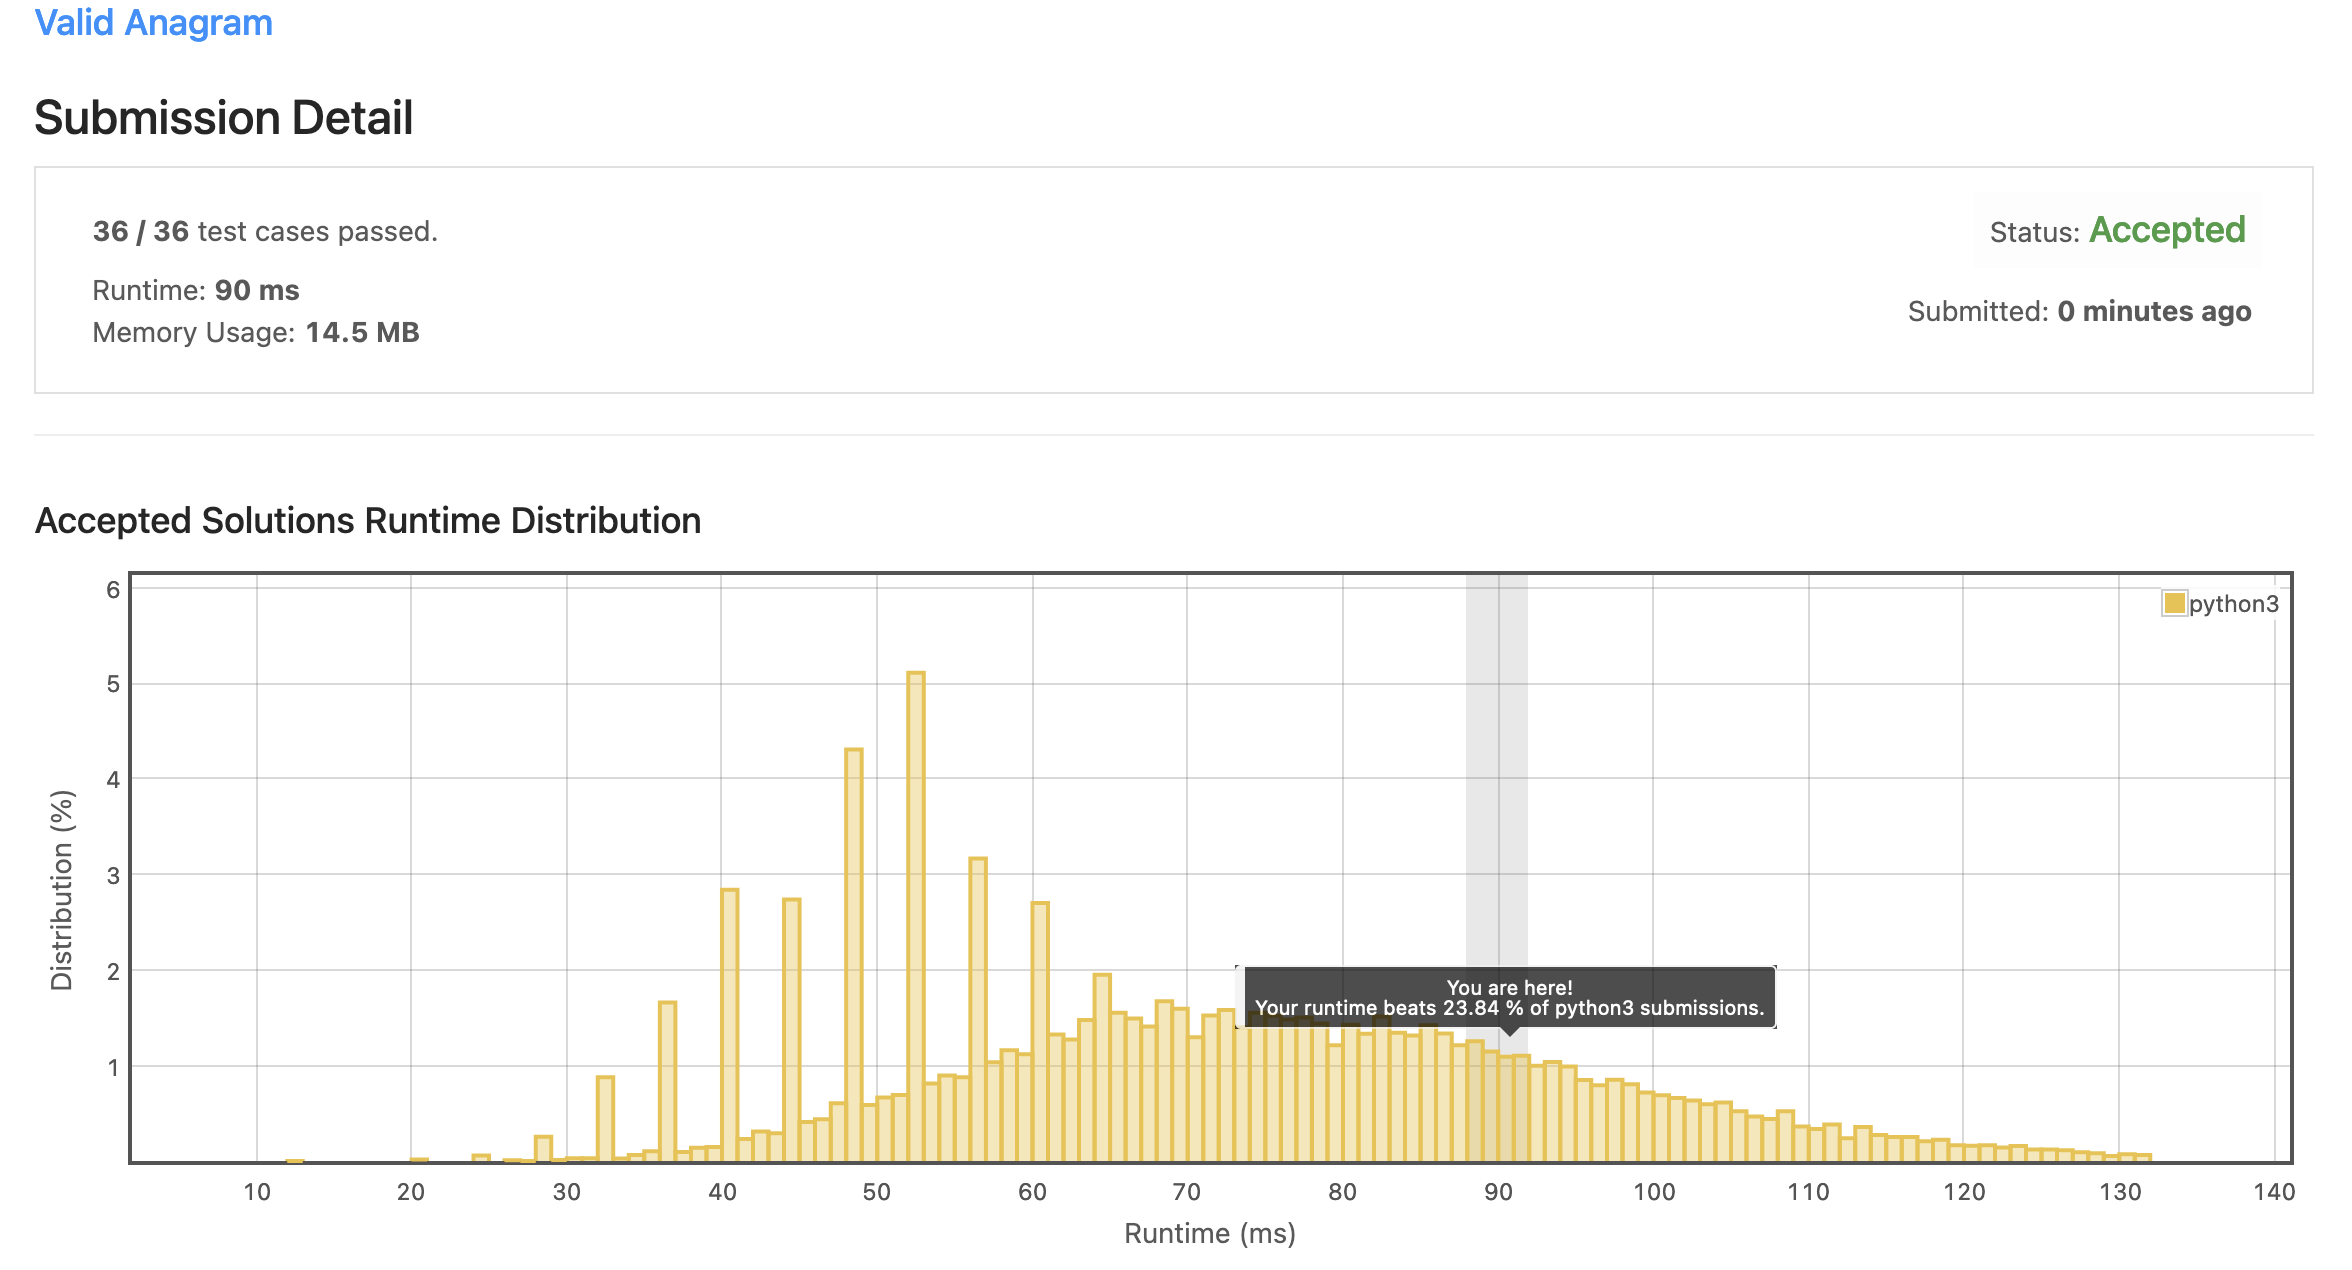 Valid Anagram
Submission Detail
36 / 36 test cases passed.
Status: Accepted
Runtime: 90 ms
Submitted: 0 minutes ago
Memory Usage: 14.5 MB
Accepted Solutions Runtime Distribution
6
5
4
3
2
1
Distribution (%)
python3
You are here!
Your runtime beats 23.84 % of python3 submissions.
10 20 30 40 50 60 70 80 90 100 110 120 130 140
Runtime (ms)